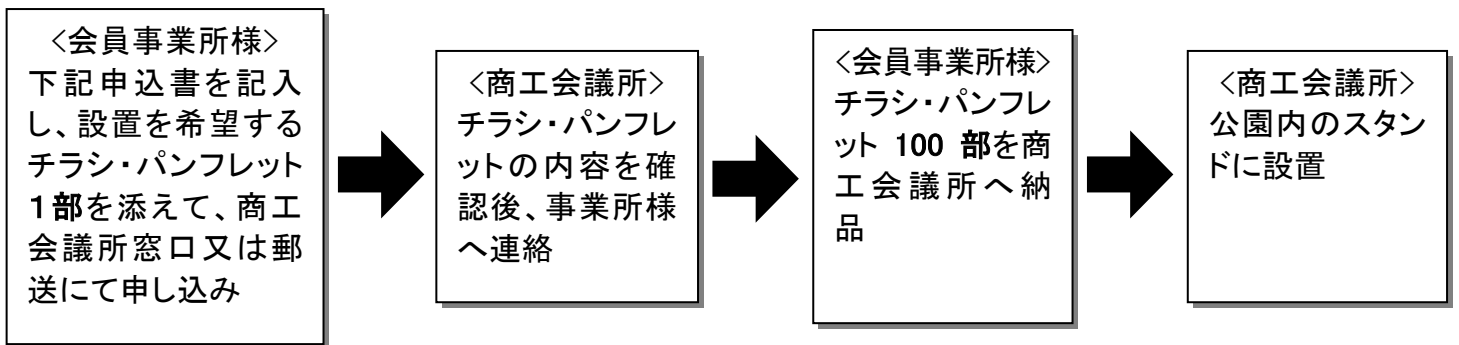 <会員事業所様>
下記申込書を記入
し、設置を希望する
チラシ・パンフレット
1部を添えて、商工
会議所窓口又は郵
送にて申し込み
<商工会議所>
チラシ・パンフレ
ットの内容を確
認後、事業所様
へ連絡
<会員事業所様>
チラシ・パンフレ
ット 100 部を商
工会議所へ納
品
<商工会議所>
公園内のスタン
ドに設置